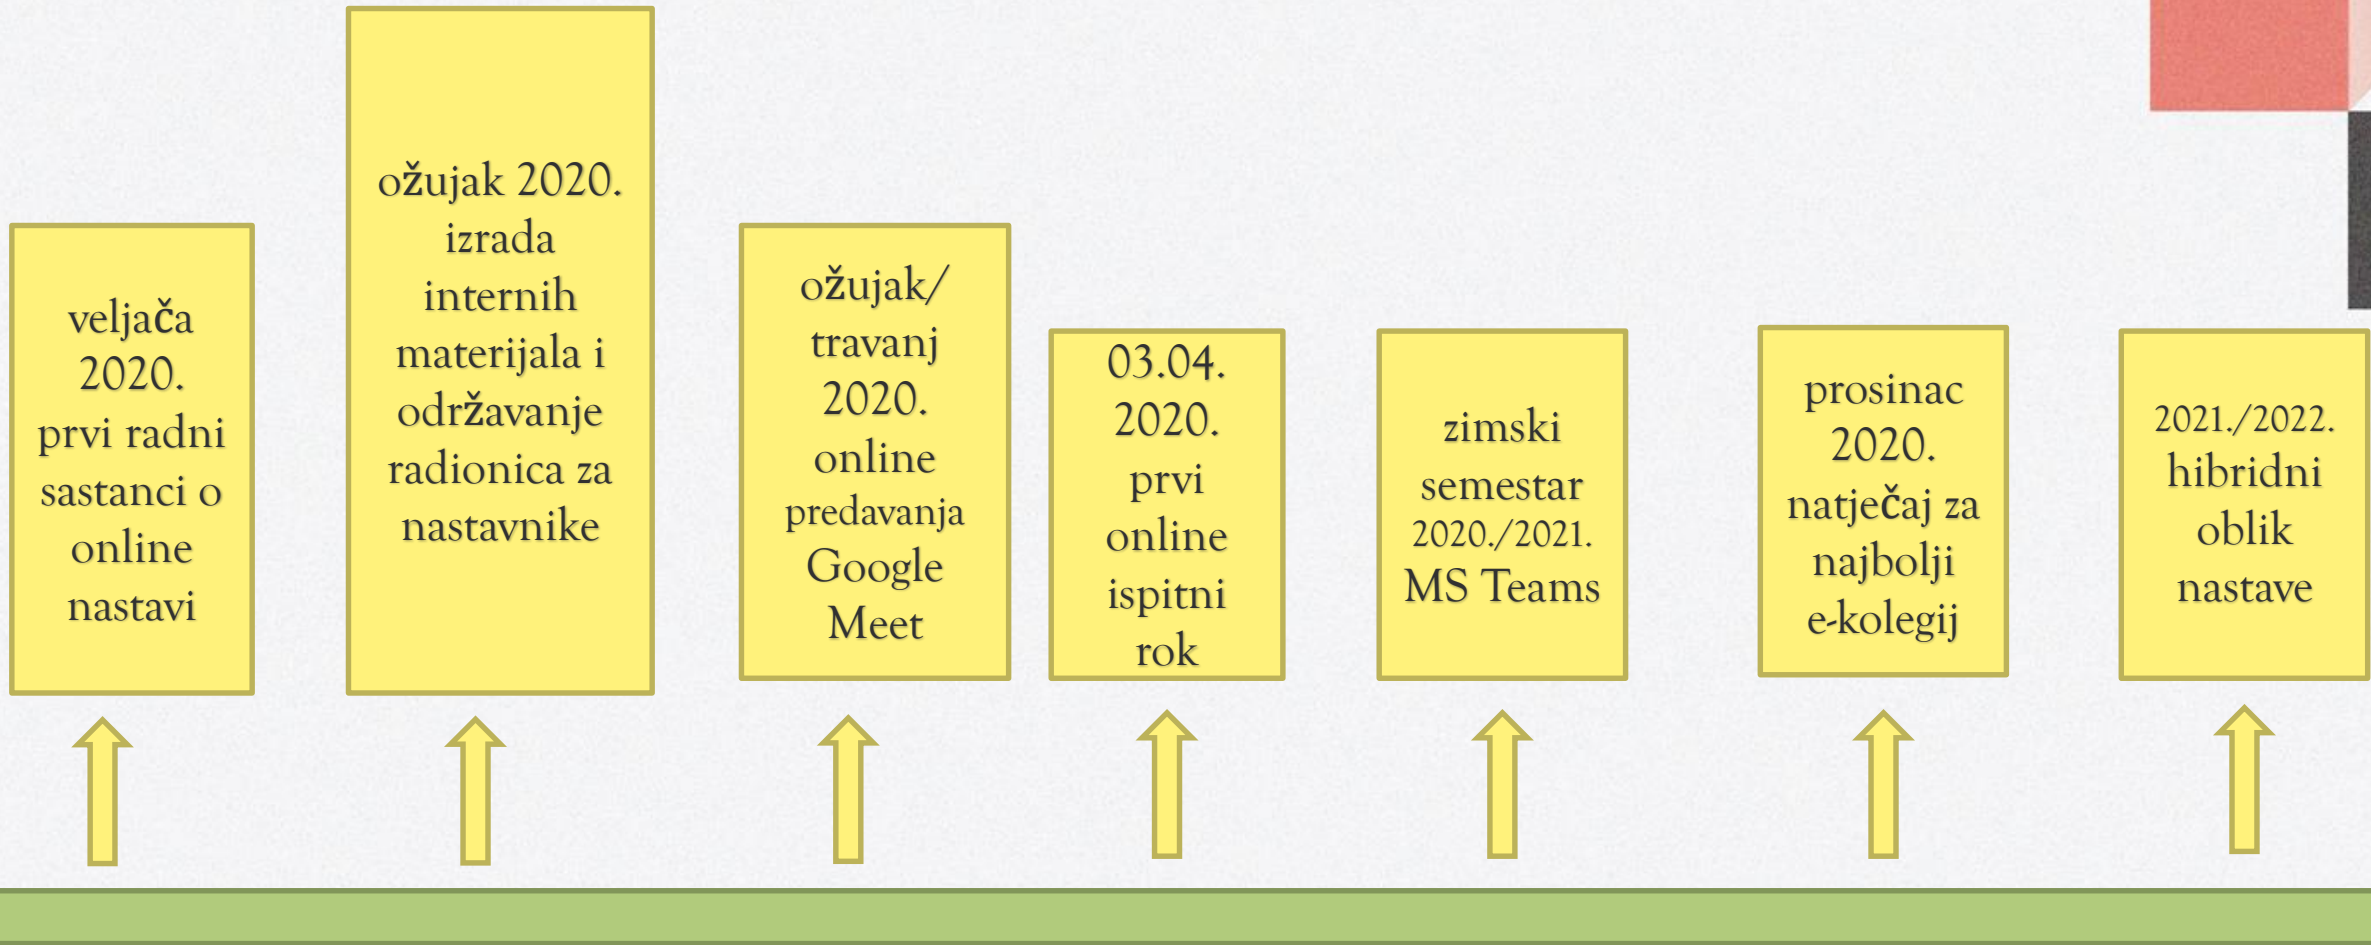 veljača
2020.
prvi radni
sastanci o
online
nastavi
ožujak 2020.
izrada
internih
materijala i
održavanje
radionica za
nastavnike
ožujak/
travanj
2020.
online
predavanja
Google
Meet
03.04.
2020.
prvi
online
ispitni
rok
zimski
semestar
2020./2021.
MS Teams
prosinac
2020.
natječaj za
najbolji
e-kolegij
2021./2022.
hibridni
oblik
nastave